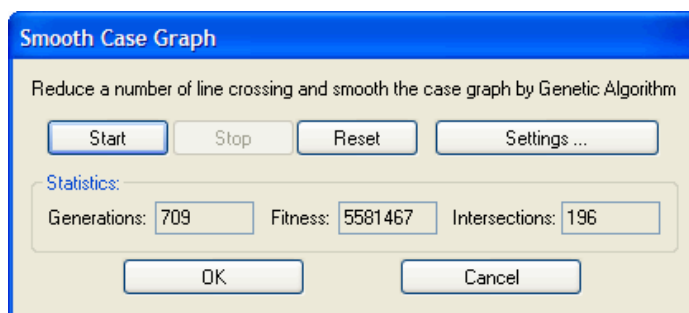 Smooth Case Graph
Reduce a number of line crossing and smooth the case graph by Genetic Algorithm
Start Stop Reset Settings ...
Statistics:
Generations: 709 Fitness: 5581467 Intersections: 196
OK Cancel